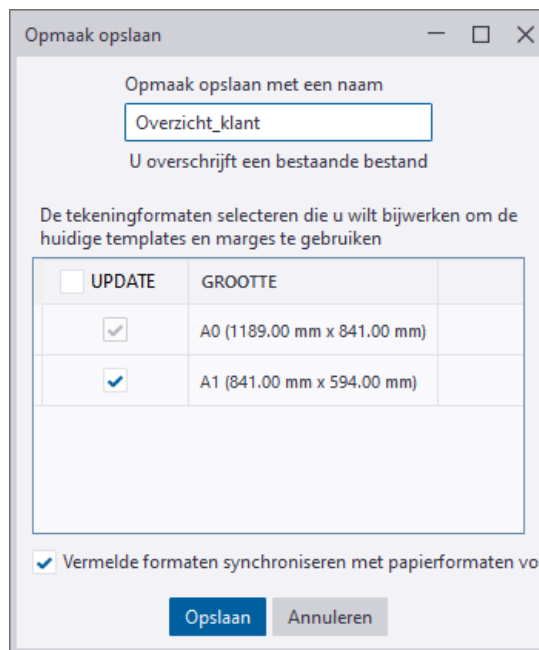 Opmaak opslaan
Opmaak opslaan met een naam
Overzicht_klant
U overschrijft een bestaande bestand
De tekeningformaten selecteren die u wilt bijwerken om de
huidige templates en marges te gebruiken
UPDATE GROOTTE
A0 (1189.00 mm x 841.00 mm)
A1 (841.00 mm x 594.00 mm)
Vermelde formaten synchroniseren met papierformaten vo
Opslaan Annuleren